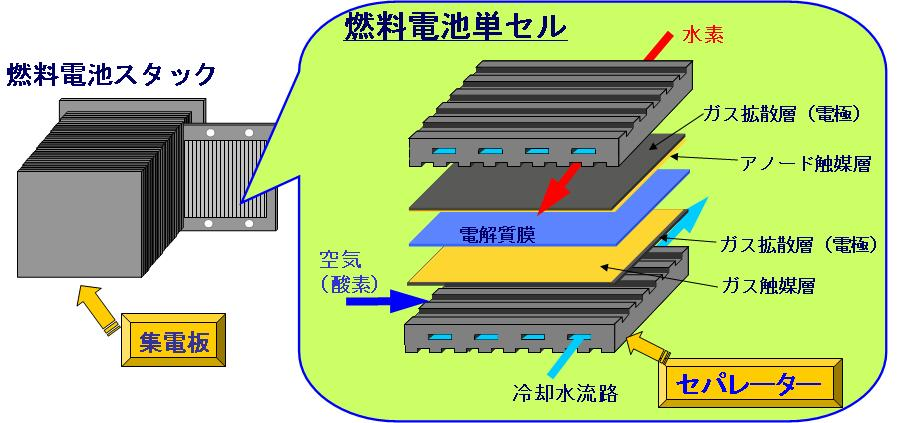 燃料電池単セル
燃料電池スタック
水素
ガス拡散層（電極）
アノード触媒層
電解質膜
ガス拡散層（電極）
空気
（酸素）
ガス触媒層
集電板
セパレーター
冷却水流路